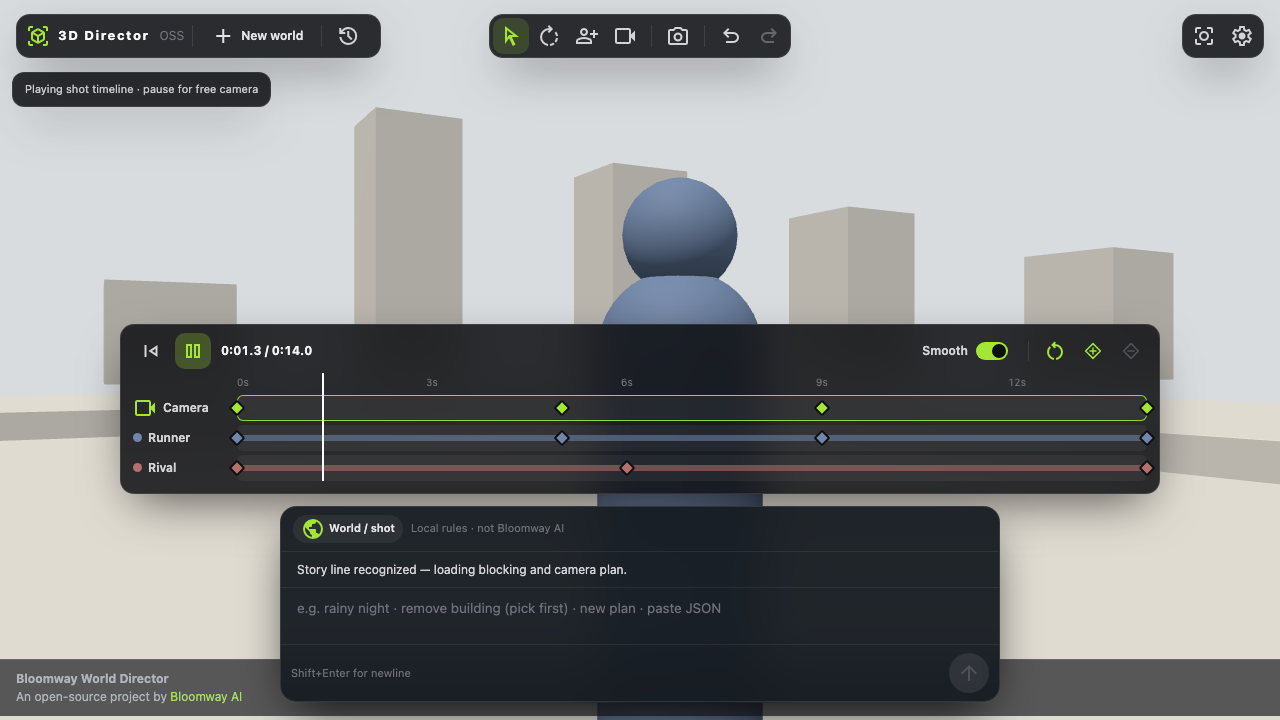 3D Director OSS
New world
Playing shot timeline · pause for free camera
0:01.3 / 0:14.0
Smooth
0s 3s 6s 9s 12s
Camera
Runner
Rival
World / shot Local rules · not Bloomway AI
Story line recognized — loading blocking and camera plan.
e.g. rainy night · remove building (pick first) · new plan · paste JSON
Shift+Enter for newline
Bloomway World Director
An open-source project by Bloomway AI